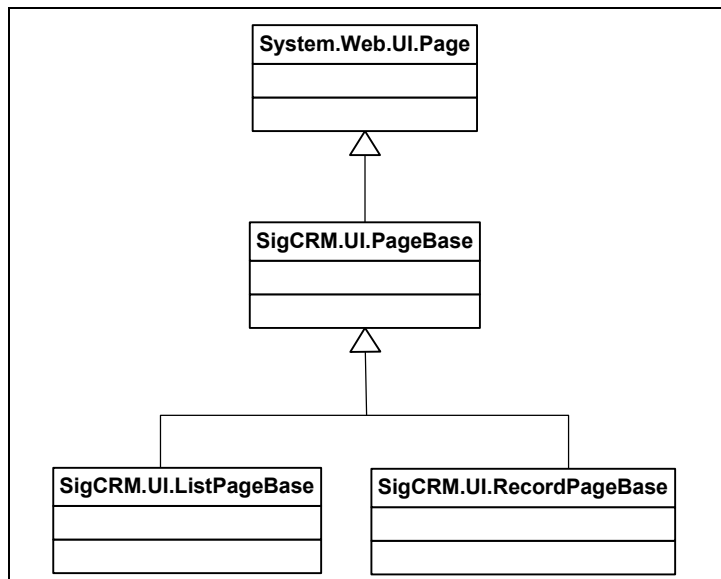 System.Web.UI.Page
SigCRM.UI.PageBase
SigCRM.UI.ListPageBase
SigCRM.UI.RecordPageBase